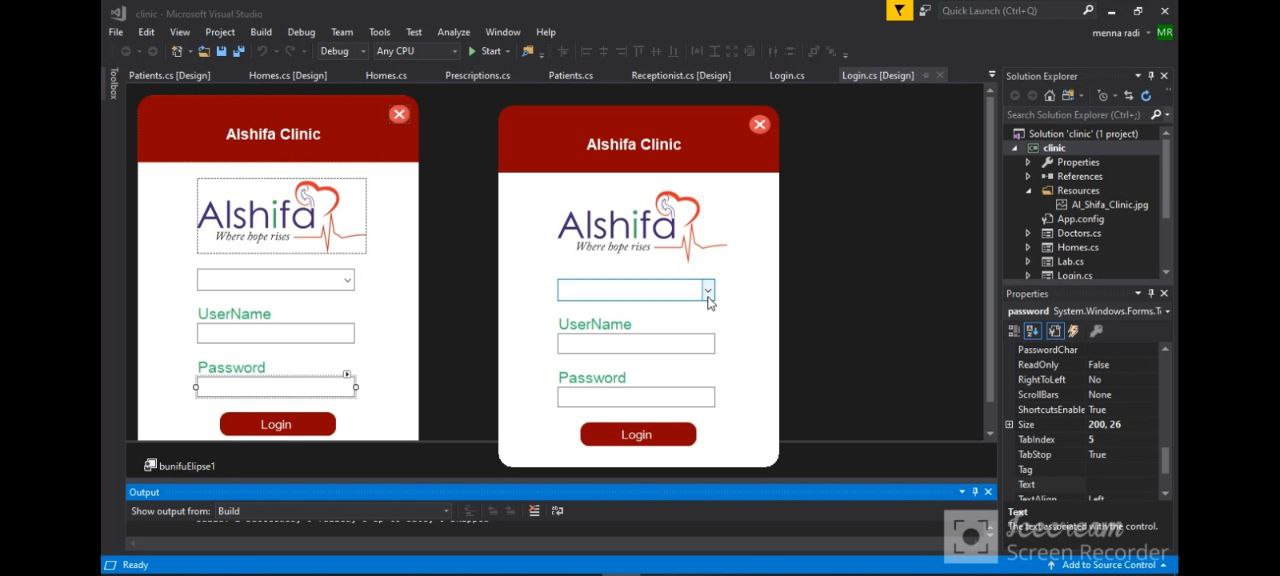 clinic - Microsoft Visual Studio
Quick Launch (Ctrl+Q)
File Edit View Project Build Debug Team Tools Test Analyze Window Help
menna radi MR
Debug Any CPU Start
Toolbox
Patients.cs [Design] Homes.cs [Design] Homes.cs Prescriptions.cs Patients.cs Receptionist.cs [Design] Login.cs Login.cs [Design]
Alshifa Clinic
Alshifa
Where hope rises
UserName
Password
Login
Alshifa Clinic
Alshifa
Where hope rises
UserName
Password
Login
bunifuElipse1
Output
Show output from: Build
Ready
Solution Explorer
Search Solution Explorer (Ctrl+;)
Solution 'clinic' (1 project)
clinic
Properties
References
Resources
Al_Shifa_Clinic.jpg
App.config
Doctors.cs
Homes.cs
Lab.cs
Login.cs
Properties
password System.Windows.Forms.T
PasswordChar
ReadOnly False
RightToLeft No
ScrollBars None
ShortcutsEnable True
Size 200, 26
TabIndex 5
TabStop True
Tag
Text
TextAlign Left
Text
The text associated with the control.
Icecream
Screen Recorder
Add to Source Control